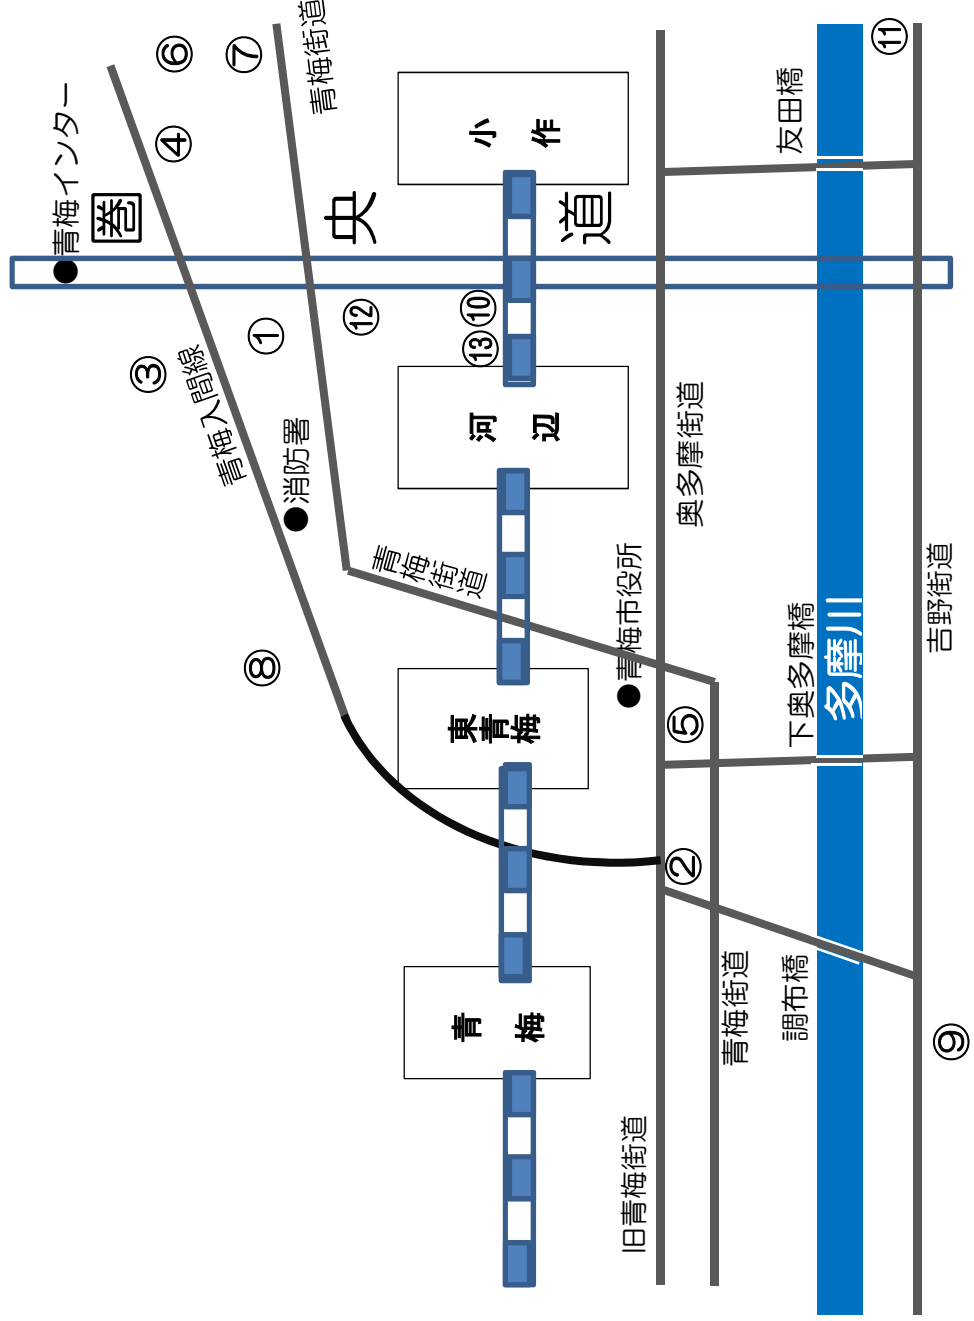 青梅インター
圏
央
道
⑥
⑦
④
青梅街道
小作
友田橋
⑪
③
青梅入間線
①
⑫
⑩
⑬
消防署
河辺
奥多摩街道
青梅街道
⑧
東青梅
青梅市役所
⑤
下奥多摩橋
多摩川
吉野街道
②
青梅
旧青梅街道
青梅街道
調布橋
⑨